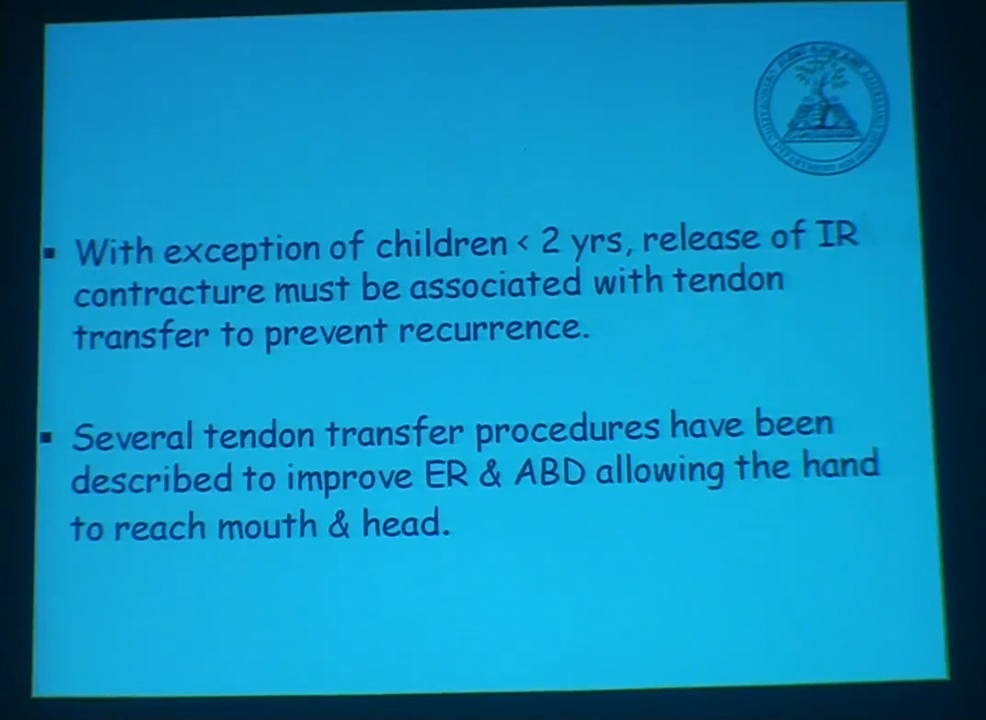 ▪ With exception of children < 2 yrs, release of IR
contracture must be associated with tendon
transfer to prevent recurrence.
▪ Several tendon transfer procedures have been
described to improve ER & ABD allowing the hand
to reach mouth & head.